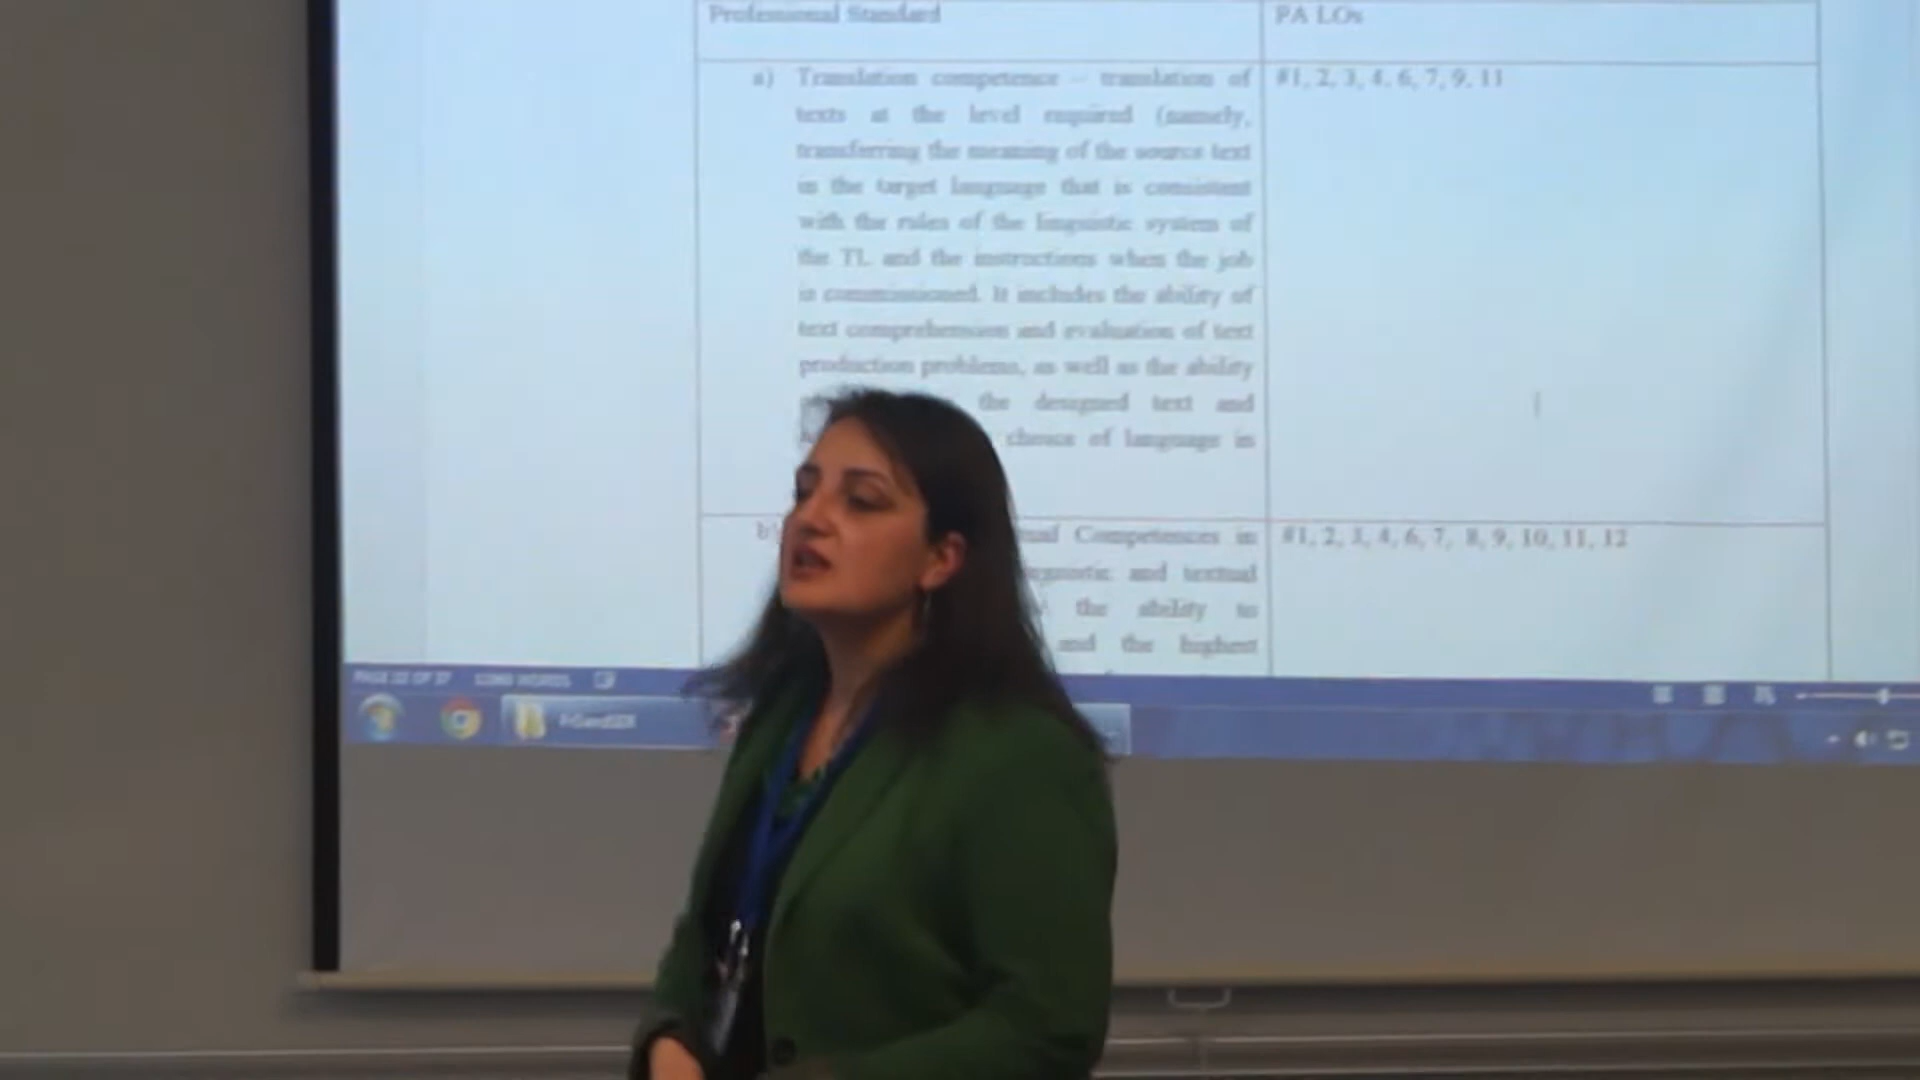 Professional Standard
PA LOs
a) Translation competence – translation of
#1, 2, 3, 4, 6, 7, 9, 11
texts at the level required (namely,
transferring the meaning of the source text
in the target language that is consistent
with the rules of the linguistic system of
the TL and the instructions when the job
is commissioned. It includes the ability of
text comprehension and evaluation of text
production problems, as well as the ability
the designed text and
choice of language in
b)
Competences in
#1, 2, 3, 4, 6, 7, 8, 9, 10, 11, 12
and textual
the ability to
and the highest
PAGE 22 OF 37
WORDS